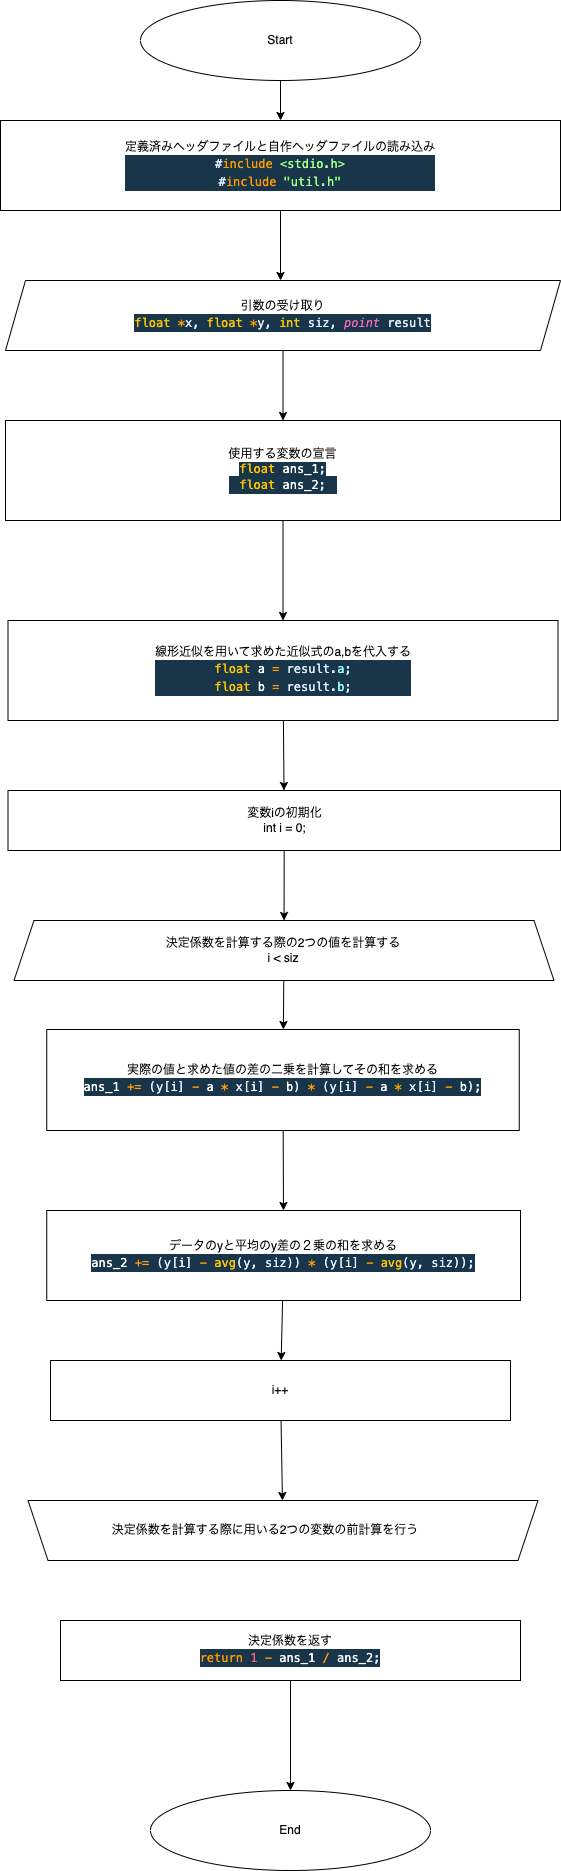 Start
定義済みヘッダファイルと自作ヘッダファイルの読み込み
#include <stdio.h>
#include "util.h"
引数の受け取り
float *x, float *y, int siz, point result
使用する変数の宣言
float ans_1;
float ans_2;
線形近似を用いて求めた近似式のa,bを代入する
float a = result.a;
float b = result.b;
変数iの初期化
int i = 0;
決定係数を計算する際の2つの値を計算する
i < siz
実際の値と求めた値の差の二乗を計算してその和を求める
ans_1 += (y[i] - a * x[i] - b) * (y[i] - a * x[i] - b);
データのyと平均のy差の２乗の和を求める
ans_2 += (y[i] - avg(y, siz)) * (y[i] - avg(y, siz));
i++
決定係数を計算する際に用いる2つの変数の前計算を行う
決定係数を返す
return 1 - ans_1 / ans_2;
End